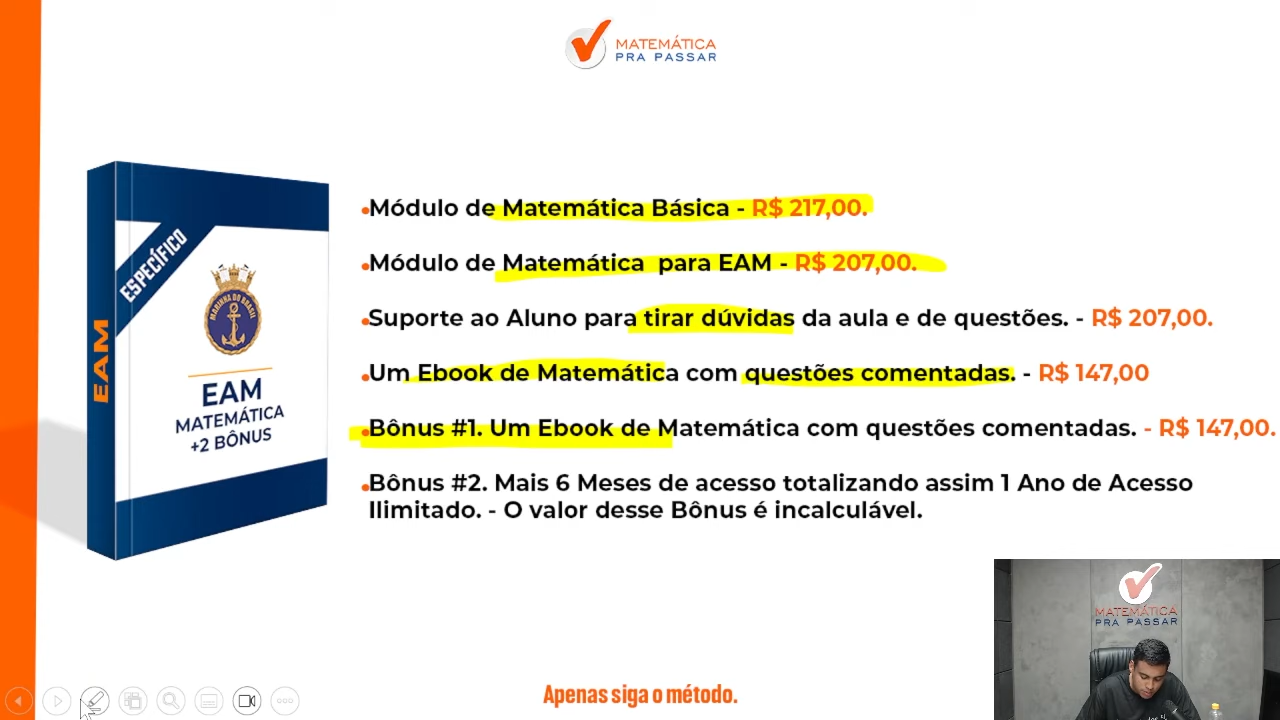 MATEMÁTICA
PRA PASSAR
•Módulo de Matemática Básica - R$ 217,00.
•Módulo de Matemática para EAM - R$ 207,00.
•Suporte ao Aluno para tirar dúvidas da aula e de questões. - R$ 207,00.
•Um Ebook de Matemática com questões comentadas. - R$ 147,00
•Bônus #1. Um Ebook de Matemática com questões comentadas. - R$ 147,00.
•Bônus #2. Mais 6 Meses de acesso totalizando assim 1 Ano de Acesso
Ilimitado. - O valor desse Bônus é incalculável.
ESPECÍFICO
MARINHA DO BRASIL
EAM
EAM
MATEMÁTICA
+2 BÔNUS
MATEMÁTICA
PRA PASSAR
Apenas siga o método.